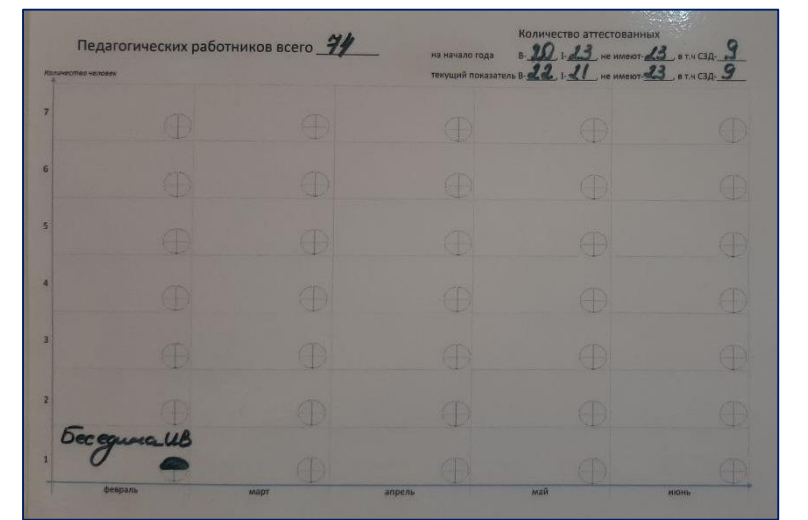 Количество аттестованных
Педагогических работников всего 74
на начало года В- 20, I- 23, не имеют- 23, в т.ч СЗД- 9
текущий показатель В- 22, I- 21, не имеют- 23, в т.ч СЗД- 9
Количество человек
7
6
5
4
3
2
Беседина ИВ
1
февраль март апрель май июнь